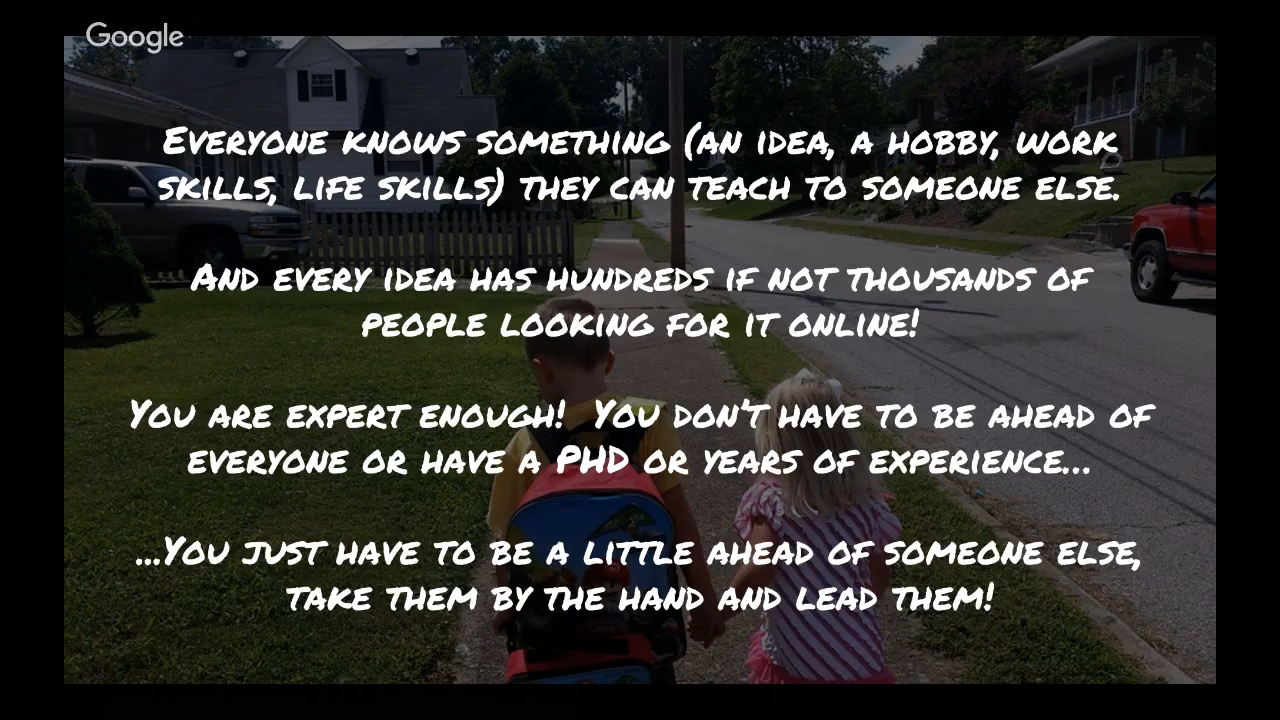 Google
Everyone knows something (an idea, a hobby, work
skills, life skills) they can teach to someone else.
And every idea has hundreds if not thousands of
people looking for it online!
You are expert enough! You don't have to be ahead of
everyone or have a PHD or years of experience...
...You just have to be a little ahead of someone else,
take them by the hand and lead them!